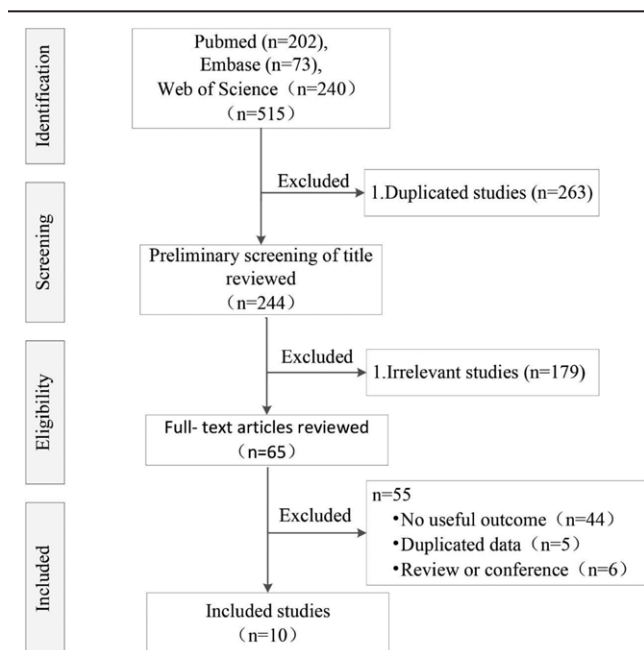 Identification
Pubmed (n=202),
Embase (n=73),
Web of Science（n=240）
（n=515）
Excluded
1.Duplicated studies (n=263)
Screening
Preliminary screening of title
reviewed
（n=244）
Excluded
1.Irrelevant studies (n=179)
Eligibility
Full- text articles reviewed
（n=65）
Excluded
n=55
•No useful outcome（n=44）
•Duplicated data（n=5）
•Review or conference（n=6）
Included
Included studies
（n=10）